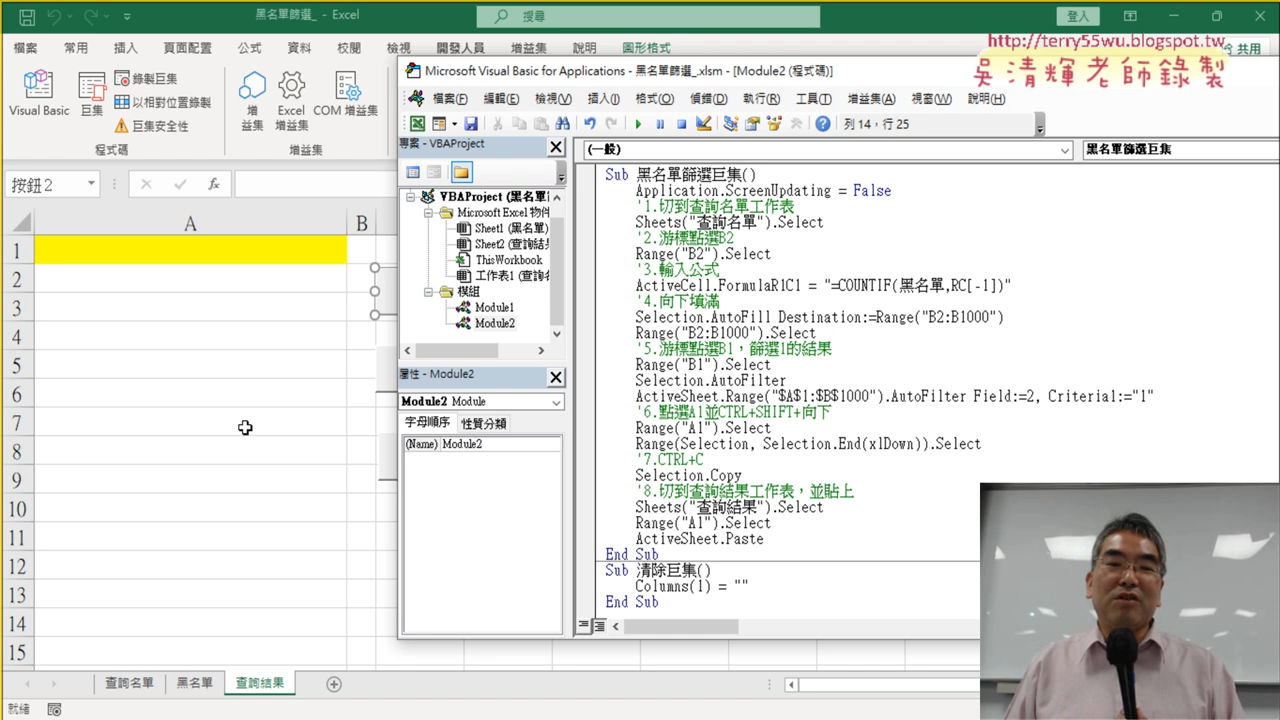 黑名單篩選_ - Excel
搜尋
登入
檔案 常用 插入 頁面配置 公式 資料 校閱 檢視 開發人員 增益集 說明 圖形格式
共用
http://terry55wu.blogspot.tw
吳清輝老師錄製
Visual Basic
巨集
錄製巨集
以相對位置錄製
巨集安全性
程式碼
增益集
Excel 增益集
COM 增益集
增益集
按鈕2
fx
A B
1
2
3
4
5
6
7
8
9
10
11
12
13
14
15
查詢名單 黑名單 查詢結果
就緒
Microsoft Visual Basic for Applications - 黑名單篩選_.xlsm - [Module2 (程式碼)]
檔案(F) 編輯(E) 檢視(V) 插入(I) 格式(O) 偵錯(D) 執行(R) 工具(T) 增益集(A) 視窗(W) 說明(H)
列 14，行 25
專案 - VBAProject
VBAProject (黑名單
Microsoft Excel 物件
Sheet1 (黑名單)
Sheet2 (查詢結果
ThisWorkbook
工作表1 (查詢名
模組
Module1
Module2
屬性 - Module2
Module2 Module
字母順序 性質分類
(Name) Module2
(一般)
黑名單篩選巨集
Sub 黑名單篩選巨集()
Application.ScreenUpdating = False
'1.切到查詢名單工作表
Sheets("查詢名單").Select
'2.游標點選B2
Range("B2").Select
'3.輸入公式
ActiveCell.FormulaR1C1 = "=COUNTIF(黑名單,RC[-1])"
'4.向下填滿
Selection.AutoFill Destination:=Range("B2:B1000")
Range("B2:B1000").Select
'5.游標點選B1，篩選1的結果
Range("B1").Select
Selection.AutoFilter
ActiveSheet.Range("$A$1:$B$1000").AutoFilter Field:=2, Criteria1:="1"
'6.點選A1並CTRL+SHIFT+向下
Range("A1").Select
Range(Selection, Selection.End(xlDown)).Select
'7.CTRL+C
Selection.Copy
'8.切到查詢結果工作表，並貼上
Sheets("查詢結果").Select
Range("A1").Select
ActiveSheet.Paste
End Sub
Sub 清除巨集()
Columns(1) = ""
End Sub